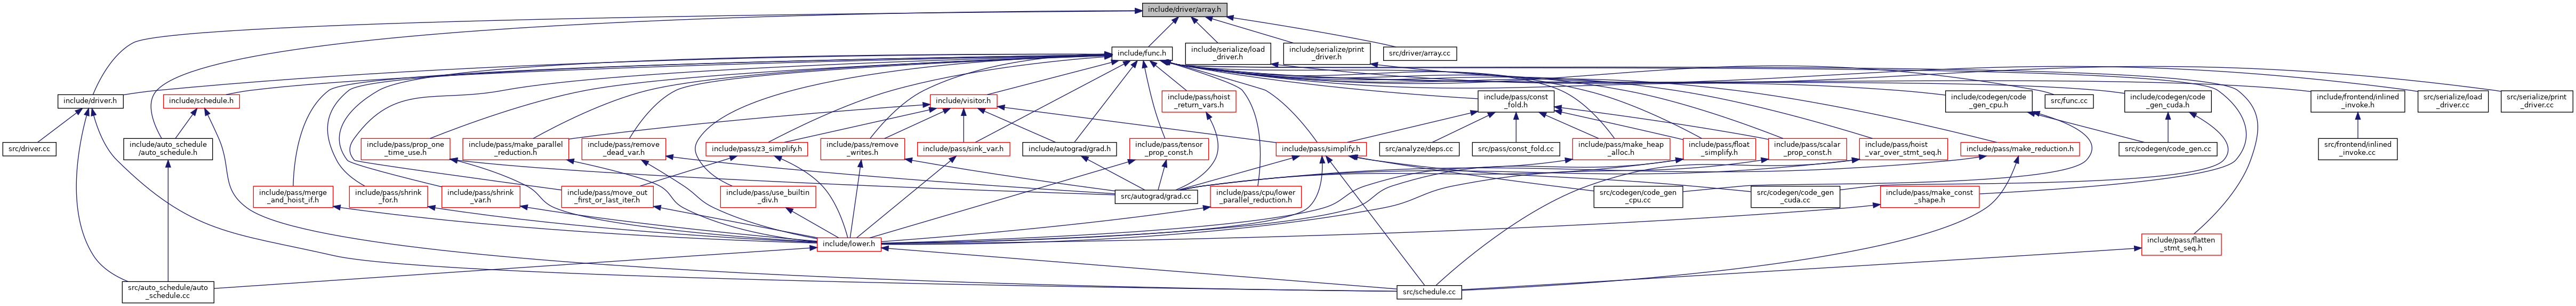 include/driver/array.h
include/func.h
include/serialize/load
_driver.h
include/serialize/print
_driver.h
src/driver/array.cc
include/driver.h
include/schedule.h
include/visitor.h
include/pass/hoist
_return_vars.h
include/pass/const
_fold.h
include/codegen/code
_gen_cpu.h
src/func.cc
include/codegen/code
_gen_cuda.h
include/frontend/inlined
_invoke.h
src/serialize/load
_driver.cc
src/serialize/print
_driver.cc
src/driver.cc
include/auto_schedule
/auto_schedule.h
include/pass/prop_one
_time_use.h
include/pass/make_parallel
_reduction.h
include/pass/remove
_dead_var.h
include/pass/z3_simplify.h
include/pass/remove
_writes.h
include/pass/sink_var.h
include/autograd/grad.h
include/pass/tensor
_prop_const.h
include/pass/simplify.h
src/analyze/deps.cc
src/pass/const_fold.cc
include/pass/make_heap
_alloc.h
include/pass/float
_simplify.h
include/pass/scalar
_prop_const.h
include/pass/hoist
_var_over_stmt_seq.h
include/pass/make_reduction.h
src/codegen/code_gen.cc
src/frontend/inlined
_invoke.cc
include/pass/merge
_and_hoist_if.h
include/pass/shrink
_for.h
include/pass/shrink
_var.h
include/pass/move_out
_first_or_last_iter.h
include/pass/use_builtin
_div.h
src/autograd/grad.cc
include/pass/cpu/lower
_parallel_reduction.h
src/codegen/code_gen
_cpu.cc
src/codegen/code_gen
_cuda.cc
include/pass/make_const
_shape.h
include/lower.h
include/pass/flatten
_stmt_seq.h
src/auto_schedule/auto
_schedule.cc
src/schedule.cc